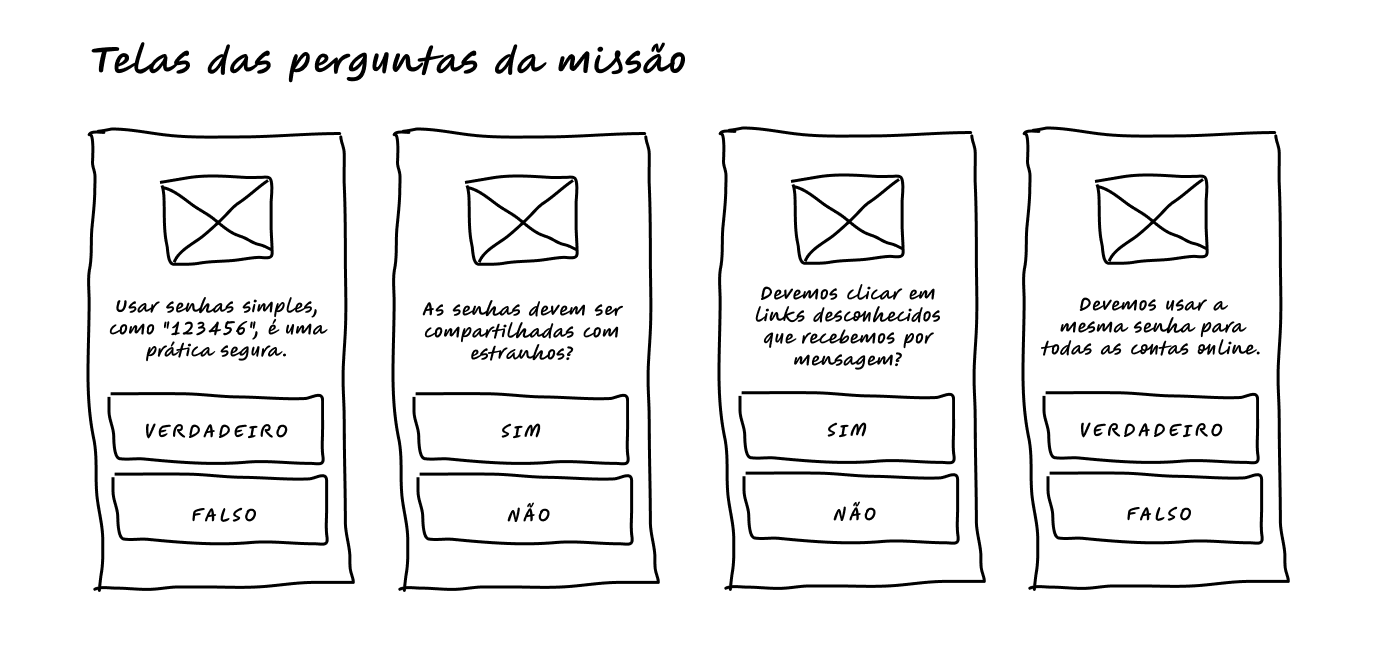 Telas das perguntas da missão
Usar senhas simples,
como "123456", é uma
prática segura.
VERDADEIRO
FALSO
As senhas devem ser
compartilhadas com
estranhos?
SIM
NÃO
Devemos clicar em
links desconhecidos
que recebemos por
mensagem?
SIM
NÃO
Devemos usar a
mesma senha para
todas as contas online.
VERDADEIRO
FALSO